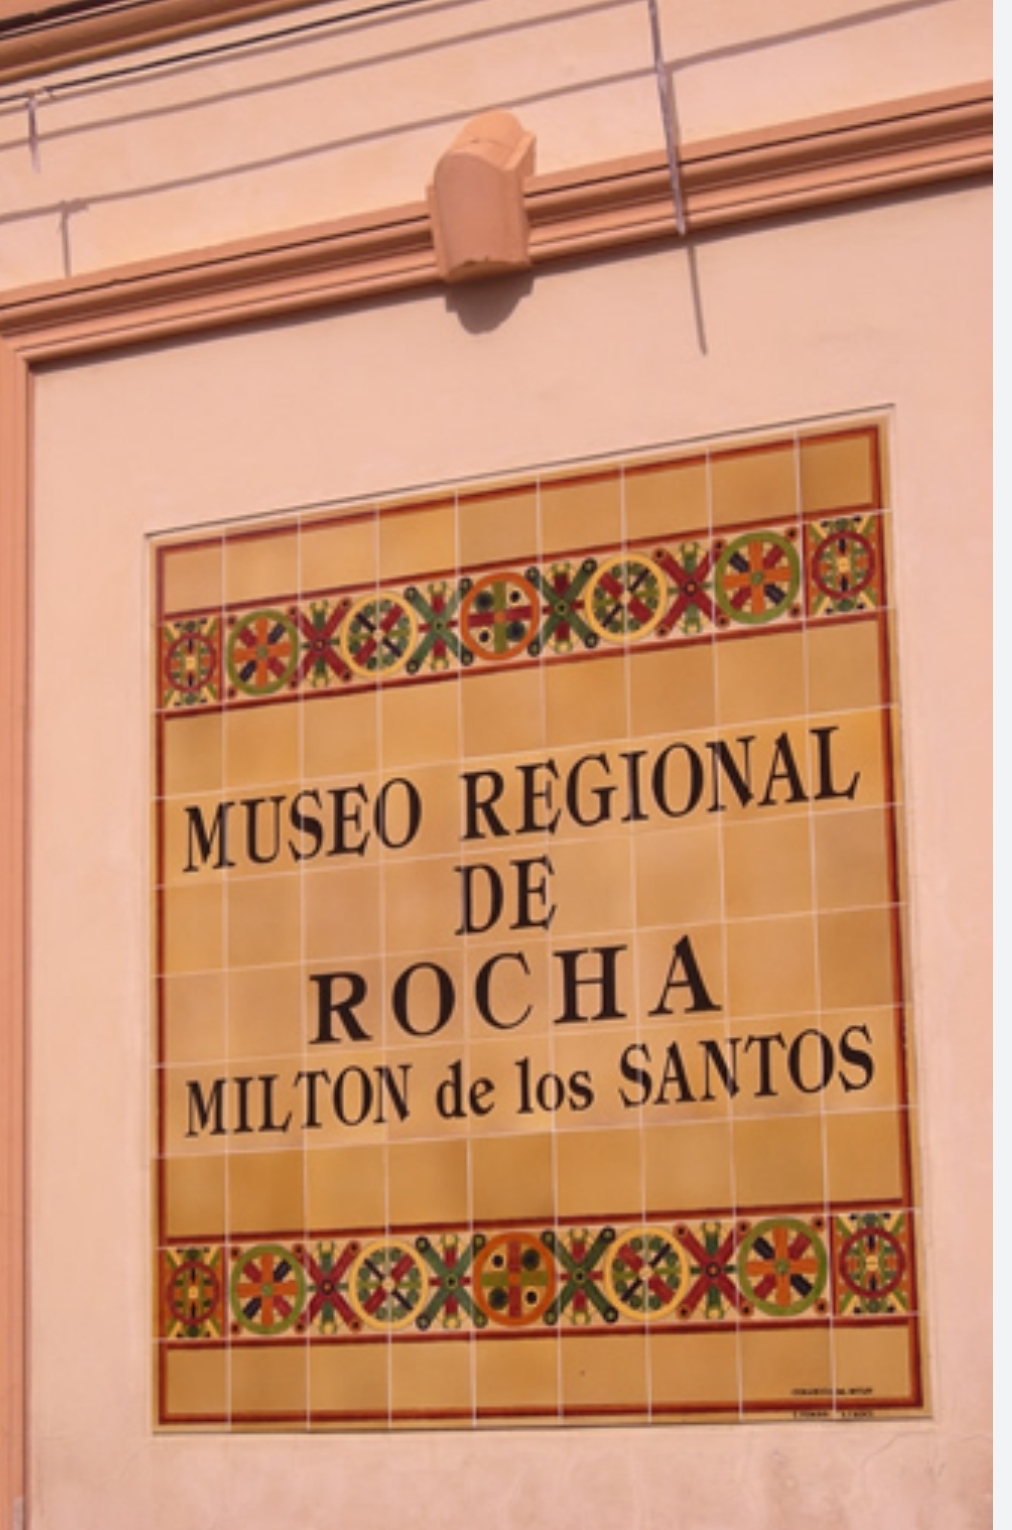 MUSEO REGIONAL
DE
ROCHA
MILTON de los SANTOS